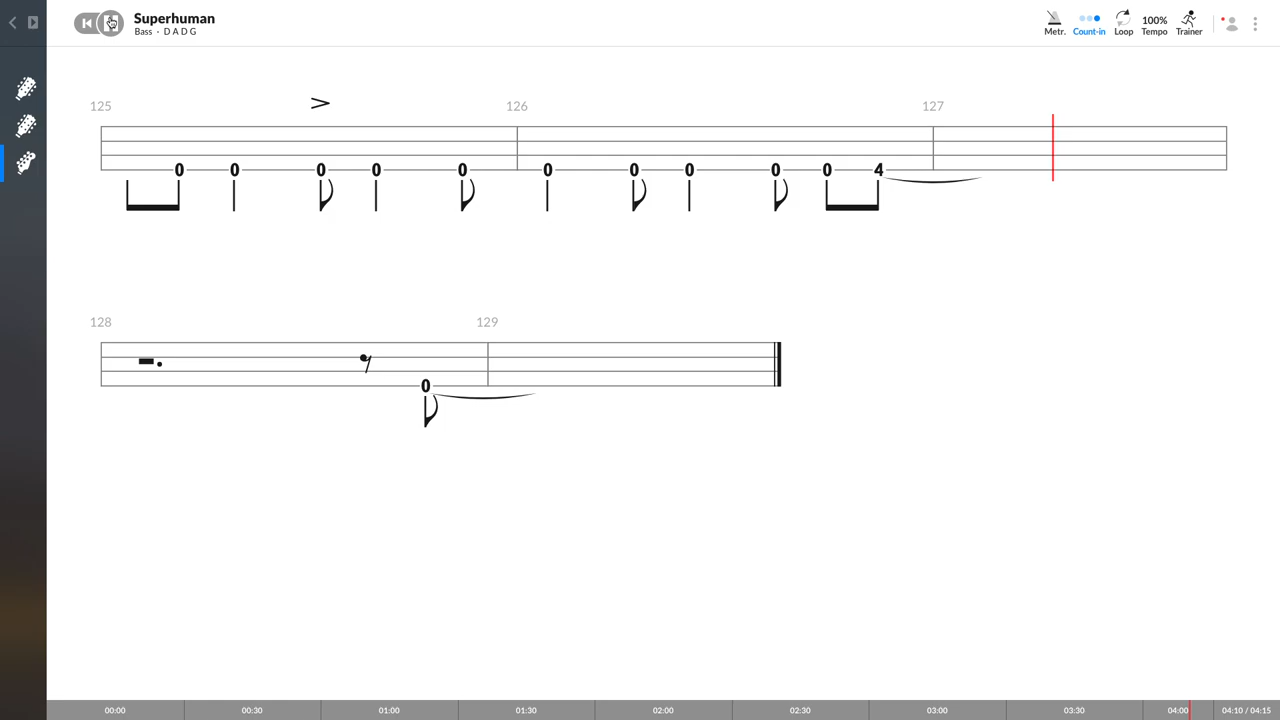 Superhuman
Bass · D A D G
Metr.
Count-in
Loop
100%
Tempo
Trainer
125 126 127
0 0 0 0 0 0 0 0 0 0 4
128 129
0
00:00 00:30 01:00 01:30 02:00 02:30 03:00 03:30 04:00 04:10 / 04:15